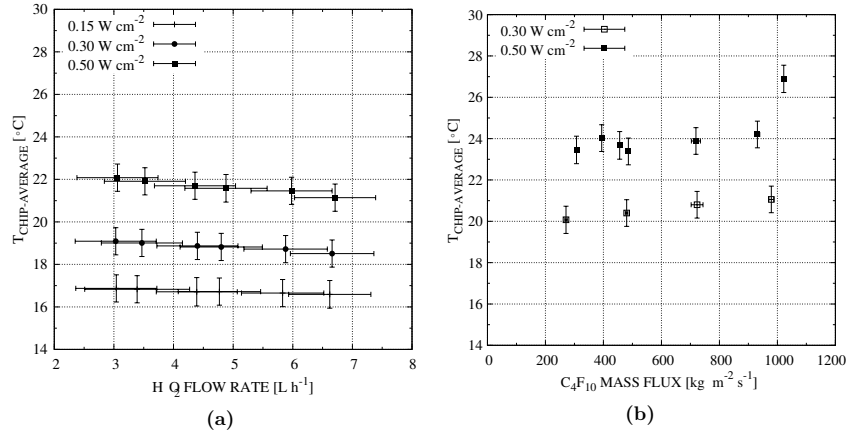 30
28
26
24
22
20
18
16
14
T_CHIP-AVERAGE [°C]
0.15 W cm⁻²
0.30 W cm⁻²
0.50 W cm⁻²
2 3 4 5 6 7 8
H O₂ FLOW RATE [L h⁻¹]
(a)
30
28
26
24
22
20
18
16
14
T_CHIP-AVERAGE [°C]
0.30 W cm⁻²
0.50 W cm⁻²
0 200 400 600 800 1000 1200
C₄F₁₀ MASS FLUX [kg m⁻² s⁻¹]
(b)